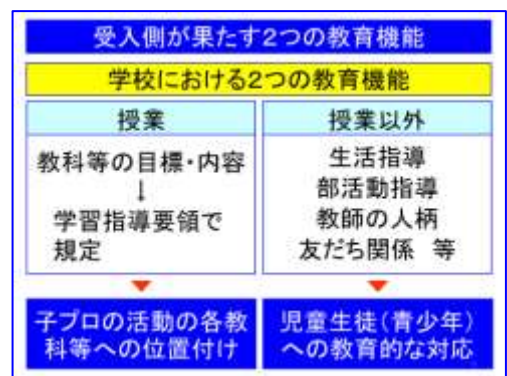 受入側が果たす2つの教育機能
学校における2つの教育機能
授業
教科等の目標・内容
↓
学習指導要領で
規定
子プロの活動の各教
科等への位置付け
授業以外
生活指導
部活動指導
教師の人柄
友だち関係　等
児童生徒(青少年)
への教育的な対応